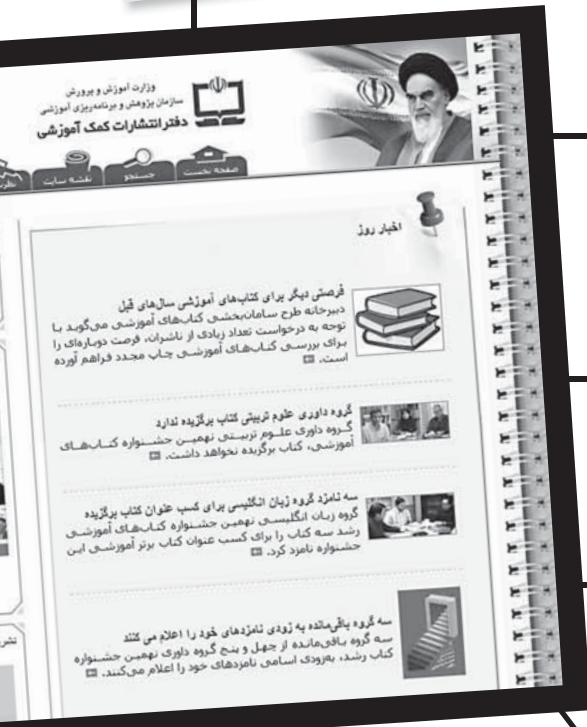 وزارت آموزش و پرورش
سازمان پژوهش و برنامه‌ریزی آموزشی
دفتر انتشارات کمک آموزشی
صفحه نخست
جستجو
نقشه سایت
اخبار روز
فرصتی دیگر برای کتاب‌های آموزشی سال‌های قبل
دبیرخانه طرح سامان‌بخشی کتاب‌های آموزشی می‌گوید با
توجه به درخواست تعداد زیادی از ناشران، فرصت دوباره‌ای را
برای بررسی کتاب‌های آموزشی چاپ مجدد فراهم آورده
است.
گروه داوری علوم تربیتی کتاب برگزیده ندارد
گروه داوری علوم تربیتی نهمین جشنواره کتاب‌های
آموزشی، کتاب برگزیده نخواهد داشت.
سه نامزد گروه زبان انگلیسی برای کسب عنوان کتاب برگزیده
گروه زبان انگلیسی نهمین جشنواره کتاب‌های آموزشی
رشد سه کتاب را برای کسب عنوان کتاب برتر آموزشی این
جشنواره نامزد کرد.
سه گروه باقی‌مانده به زودی نامزدهای خود را اعلام می کنند
سه گروه باقی‌مانده از چهل و پنج گروه داوری نهمین جشنواره
کتاب رشد، به‌زودی اسامی نامزدهای خود را اعلام می‌کنند.